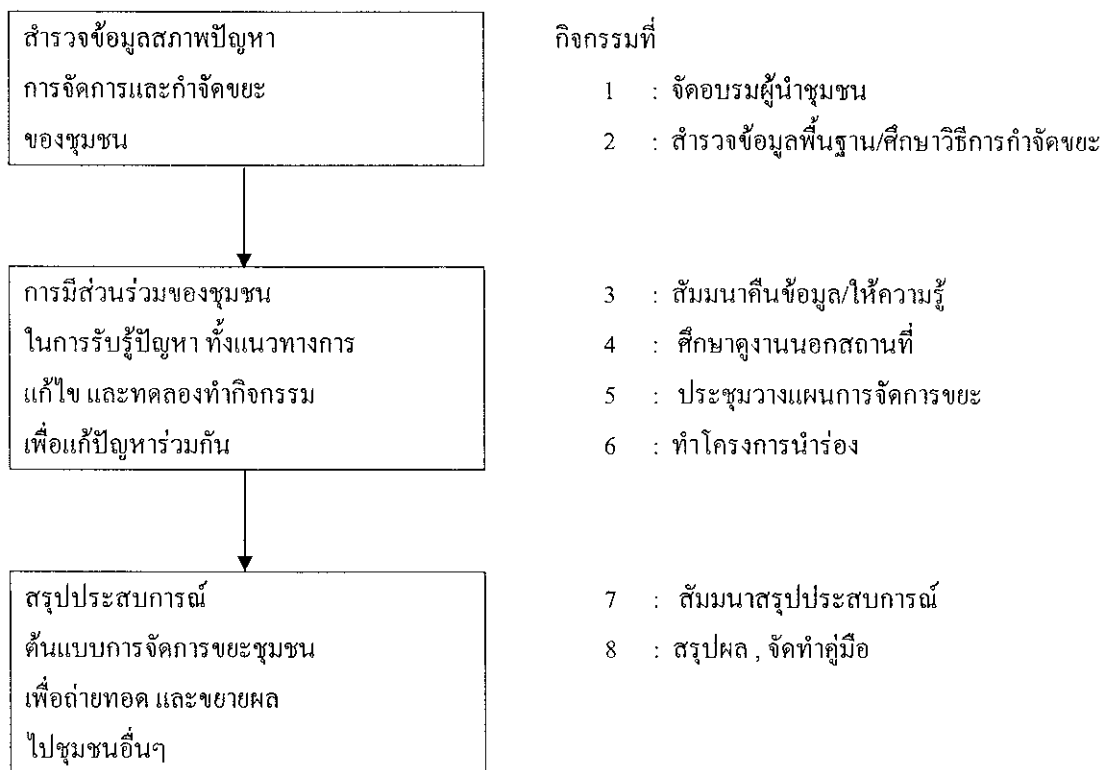 สำรวจข้อมูลสภาพปัญหา
การจัดการและกำจัดขยะ
ของชุมชน
กิจกรรมที่
1 : จัดอบรมผู้นำชุมชน
2 : สำรวจข้อมูลพื้นฐาน/ศึกษาวิธีการกำจัดขยะ
การมีส่วนร่วมของชุมชน
ในการรับรู้ปัญหา ทั้งแนวทางการ
แก้ไข และทดลองทำกิจกรรม
เพื่อแก้ปัญหาร่วมกัน
3 : สัมมนาคืนข้อมูล/ให้ความรู้
4 : ศึกษาดูงานนอกสถานที่
5 : ประชุมวางแผนการจัดการขยะ
6 : ทำโครงการนำร่อง
สรุปประสบการณ์
ต้นแบบการจัดการขยะชุมชน
เพื่อถ่ายทอด และขยายผล
ไปชุมชนอื่นๆ
7 : สัมมนาสรุปประสบการณ์
8 : สรุปผล , จัดทำคู่มือ